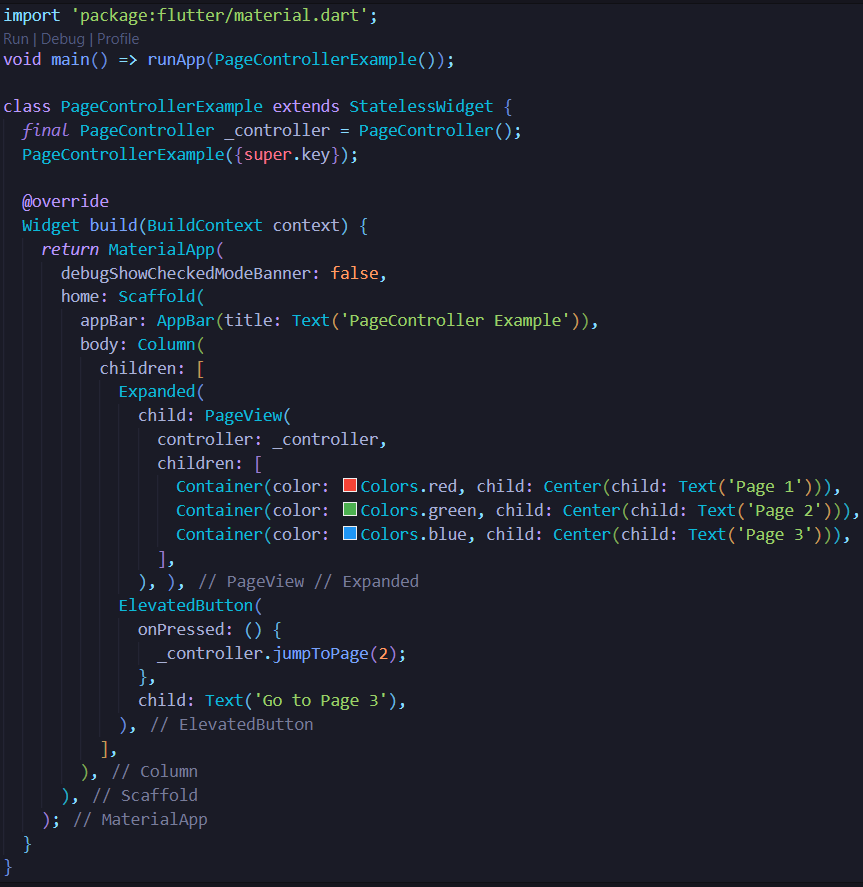 import 'package:flutter/material.dart';
Run | Debug | Profile
void main() => runApp(PageControllerExample());

class PageControllerExample extends StatelessWidget {
  final PageController _controller = PageController();
  PageControllerExample({super.key});

  @override
  Widget build(BuildContext context) {
    return MaterialApp(
      debugShowCheckedModeBanner: false,
      home: Scaffold(
        appBar: AppBar(title: Text('PageController Example')),
        body: Column(
          children: [
            Expanded(
              child: PageView(
                controller: _controller,
                children: [
                  Container(color: Colors.red, child: Center(child: Text('Page 1'))),
                  Container(color: Colors.green, child: Center(child: Text('Page 2'))),
                  Container(color: Colors.blue, child: Center(child: Text('Page 3'))),
                ],
              ), ), // PageView // Expanded
            ElevatedButton(
              onPressed: () {
                _controller.jumpToPage(2);
              },
              child: Text('Go to Page 3'),
            ), // ElevatedButton
          ],
        ), // Column
      ), // Scaffold
    ); // MaterialApp
  }
}